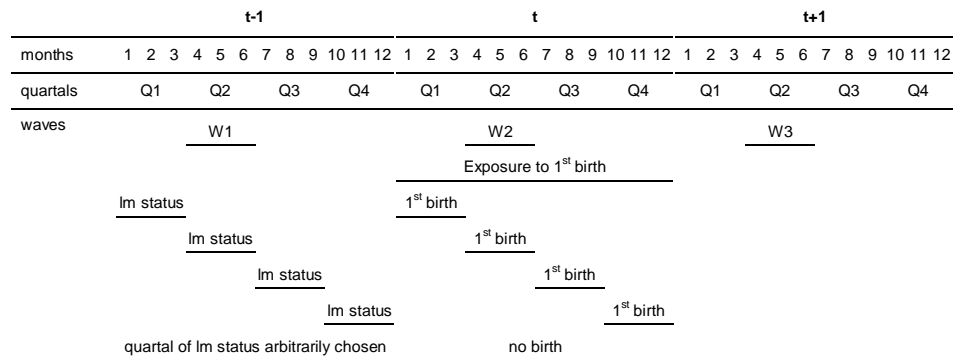 t-1 t t+1
months 1 2 3 4 5 6 7 8 9 10 11 12 1 2 3 4 5 6 7 8 9 10 11 12 1 2 3 4 5 6 7 8 9 10 11 12
quartals Q1 Q2 Q3 Q4 Q1 Q2 Q3 Q4 Q1 Q2 Q3 Q4
waves W1 W2 W3
Exposure to 1st birth
lm status 1st birth
lm status 1st birth
lm status 1st birth
lm status 1st birth
quartal of lm status arbitrarily chosen no birth